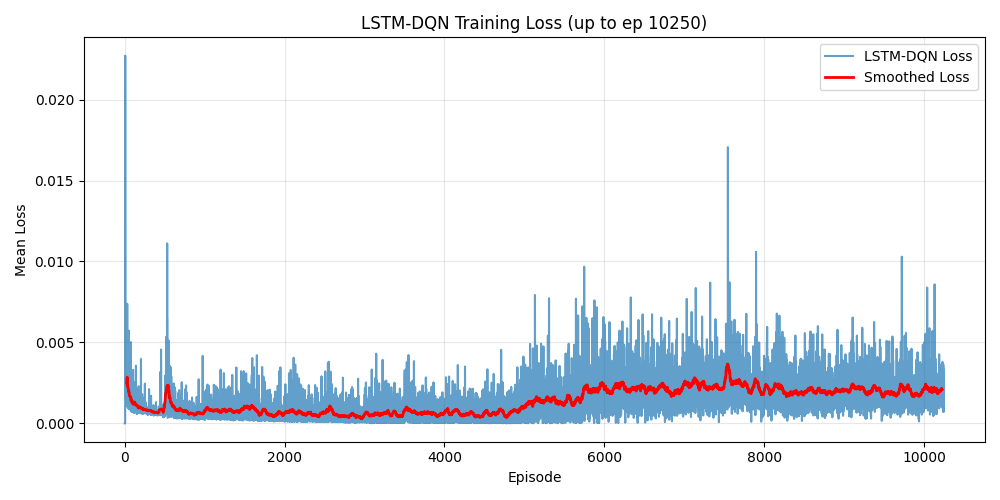 LSTM-DQN Training Loss (up to ep 10250)
LSTM-DQN Loss
Smoothed Loss
Mean Loss
0.020
0.015
0.010
0.005
0.000
0 2000 4000 6000 8000 10000
Episode